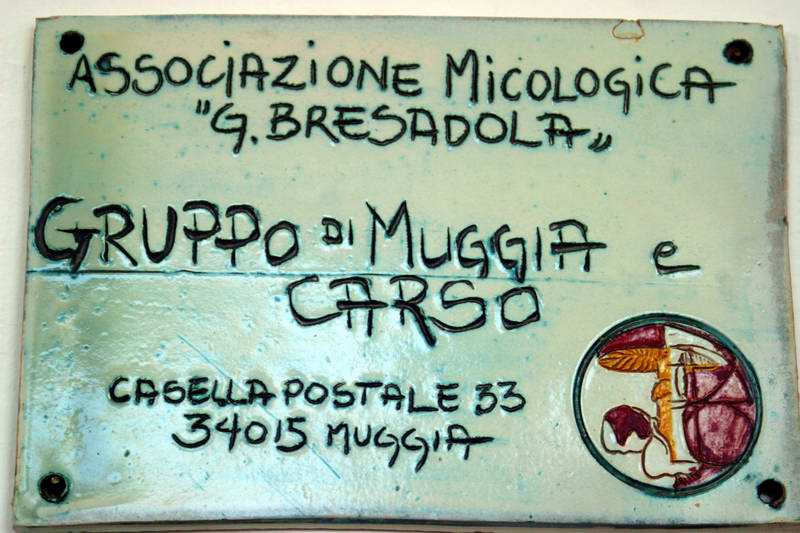 ASSOCIAZIONE MICOLOGICA
"G. BRESADOLA"
GRUPPO DI MUGGIA e
CARSO
CASELLA POSTALE 33
34015 MUGGIA